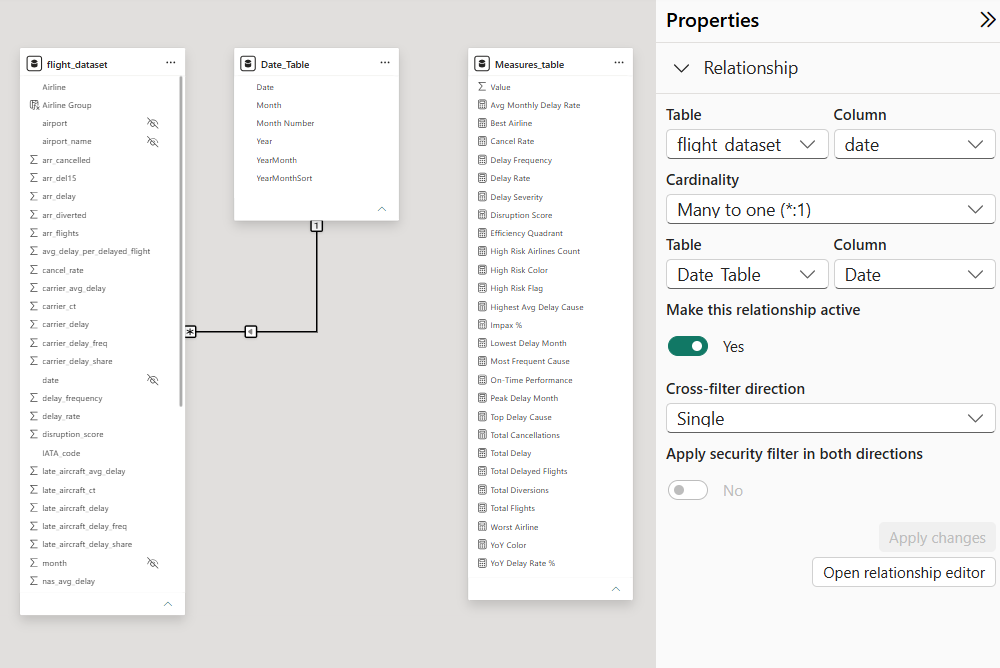 flight_dataset
Airline
Airline Group
airport
airport_name
arr_cancelled
arr_del15
arr_delay
arr_diverted
arr_flights
avg_delay_per_delayed_flight
cancel_rate
carrier_avg_delay
carrier_ct
carrier_delay
carrier_delay_freq
carrier_delay_share
date
delay_frequency
delay_rate
disruption_score
IATA_code
late_aircraft_avg_delay
late_aircraft_ct
late_aircraft_delay
late_aircraft_delay_freq
late_aircraft_delay_share
month
nas_avg_delay
Date_Table
Date
Month
Month Number
Year
YearMonth
YearMonthSort
1
*
Measures_table
Value
Avg Monthly Delay Rate
Best Airline
Cancel Rate
Delay Frequency
Delay Rate
Delay Severity
Disruption Score
Efficiency Quadrant
High Risk Airlines Count
High Risk Color
High Risk Flag
Highest Avg Delay Cause
Impax %
Lowest Delay Month
Most Frequent Cause
On-Time Performance
Peak Delay Month
Top Delay Cause
Total Cancellations
Total Delay
Total Delayed Flights
Total Diversions
Total Flights
Worst Airline
YoY Color
YoY Delay Rate %
Properties
Relationship
Table Column
flight_dataset date
Cardinality
Many to one (*:1)
Table Column
Date_Table Date
Make this relationship active
Yes
Cross-filter direction
Single
Apply security filter in both directions
No
Apply changes
Open relationship editor